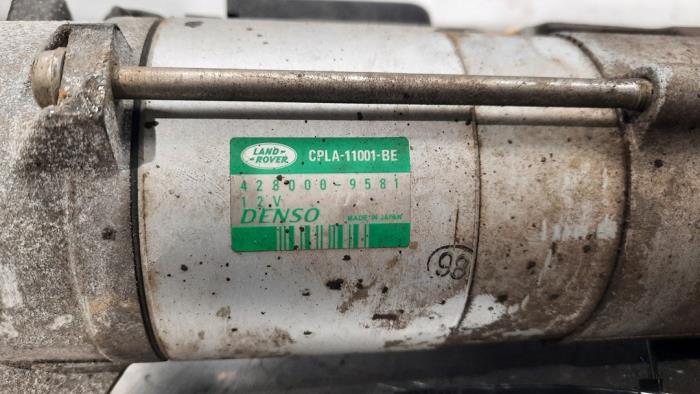 LAND-
-ROVER
CPLA-11001-BE
428000-9581
12V
DENSO
MADE IN JAPAN
98